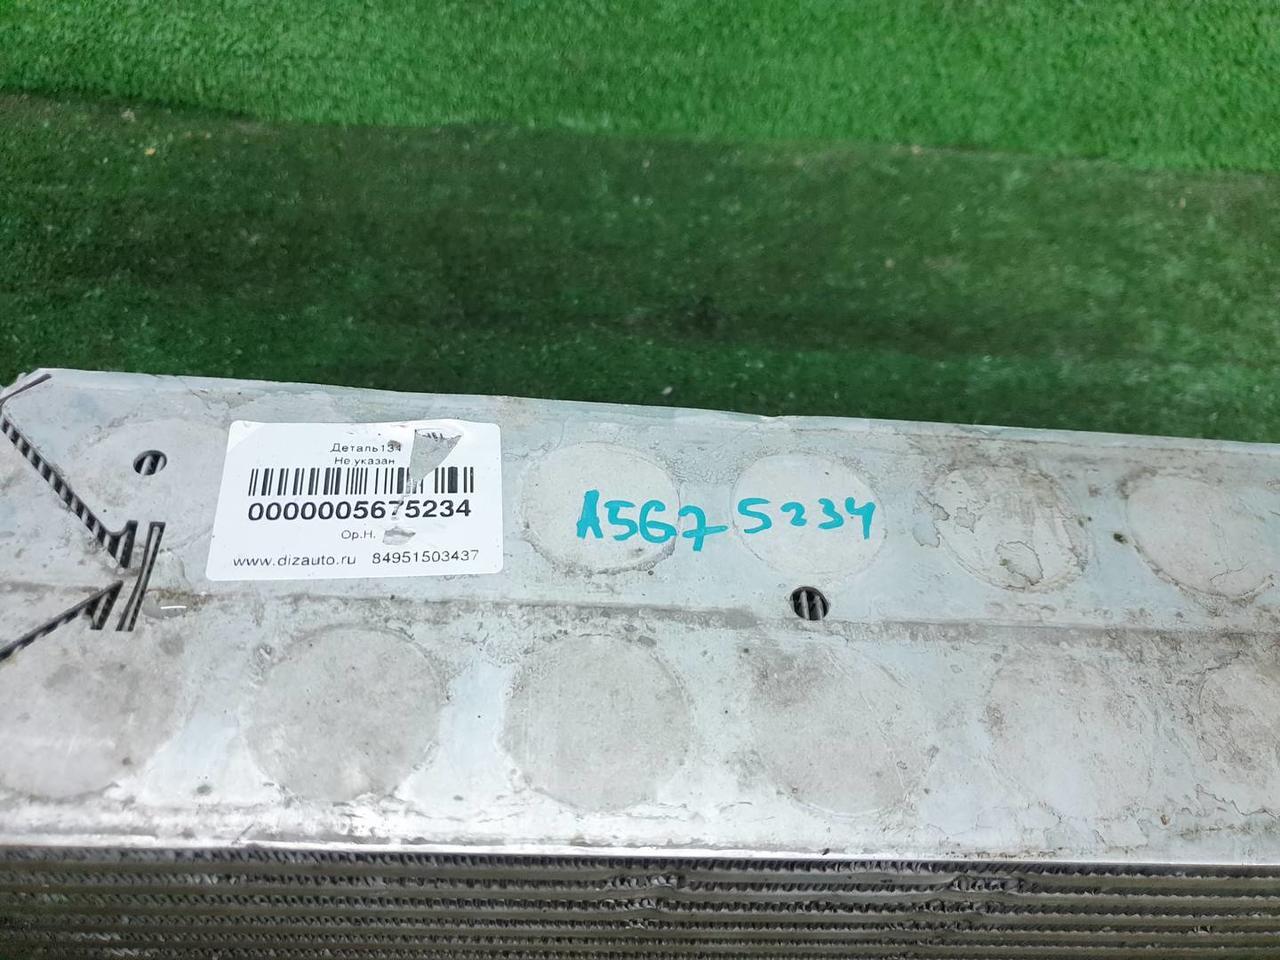 Деталь134
Не указан
0000005675234
Ор.Н.
www.dizauto.ru 84951503437
A5675234